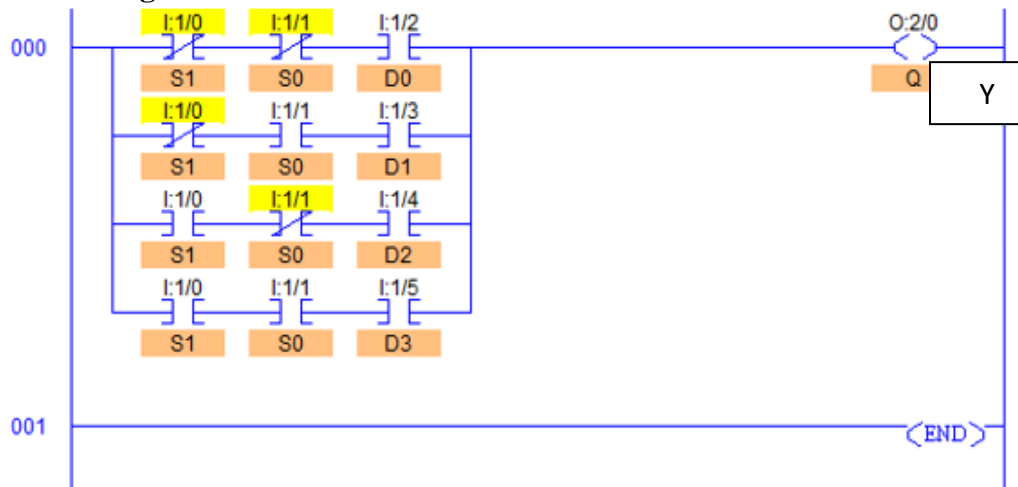 I:1/0 I:1/1 I:1/2 O:2/0
000
S1 S0 D0 Q
Y
I:1/0 I:1/1 I:1/3
S1 S0 D1
I:1/0 I:1/1 I:1/4
S1 S0 D2
I:1/0 I:1/1 I:1/5
S1 S0 D3
001 END